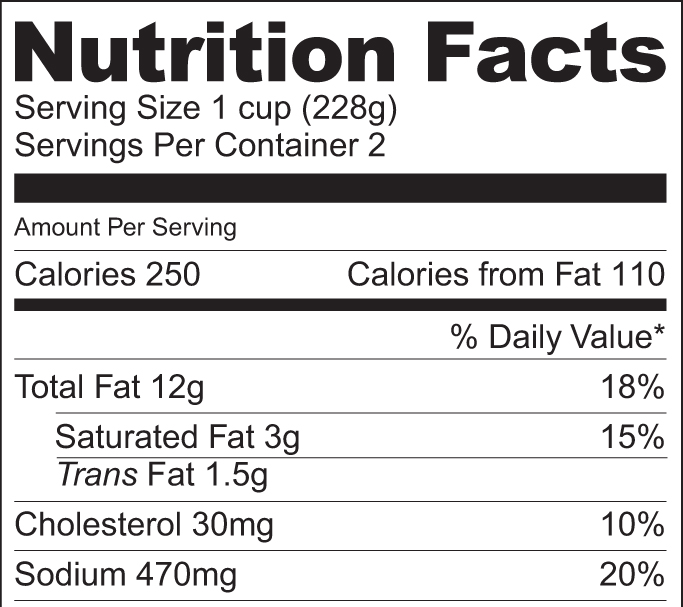 Nutrition Facts
Serving Size 1 cup (228g)
Servings Per Container 2
Amount Per Serving
Calories 250 Calories from Fat 110
% Daily Value*
Total Fat 12g 18%
Saturated Fat 3g 15%
Trans Fat 1.5g
Cholesterol 30mg 10%
Sodium 470mg 20%